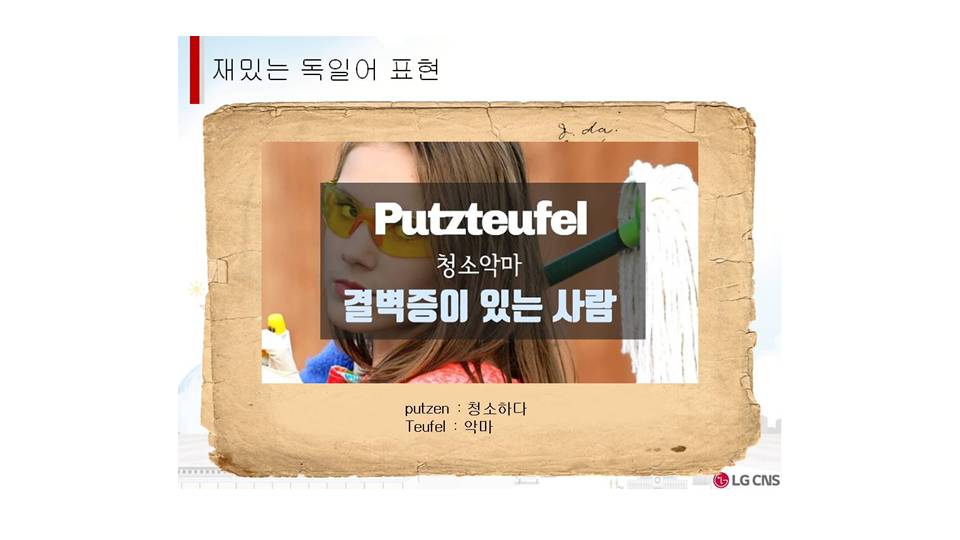 재밌는 독일어 표현
g. da:
Putzteufel
청소악마
결벽증이 있는 사람
putzen : 청소하다
Teufel : 악마
LG CNS